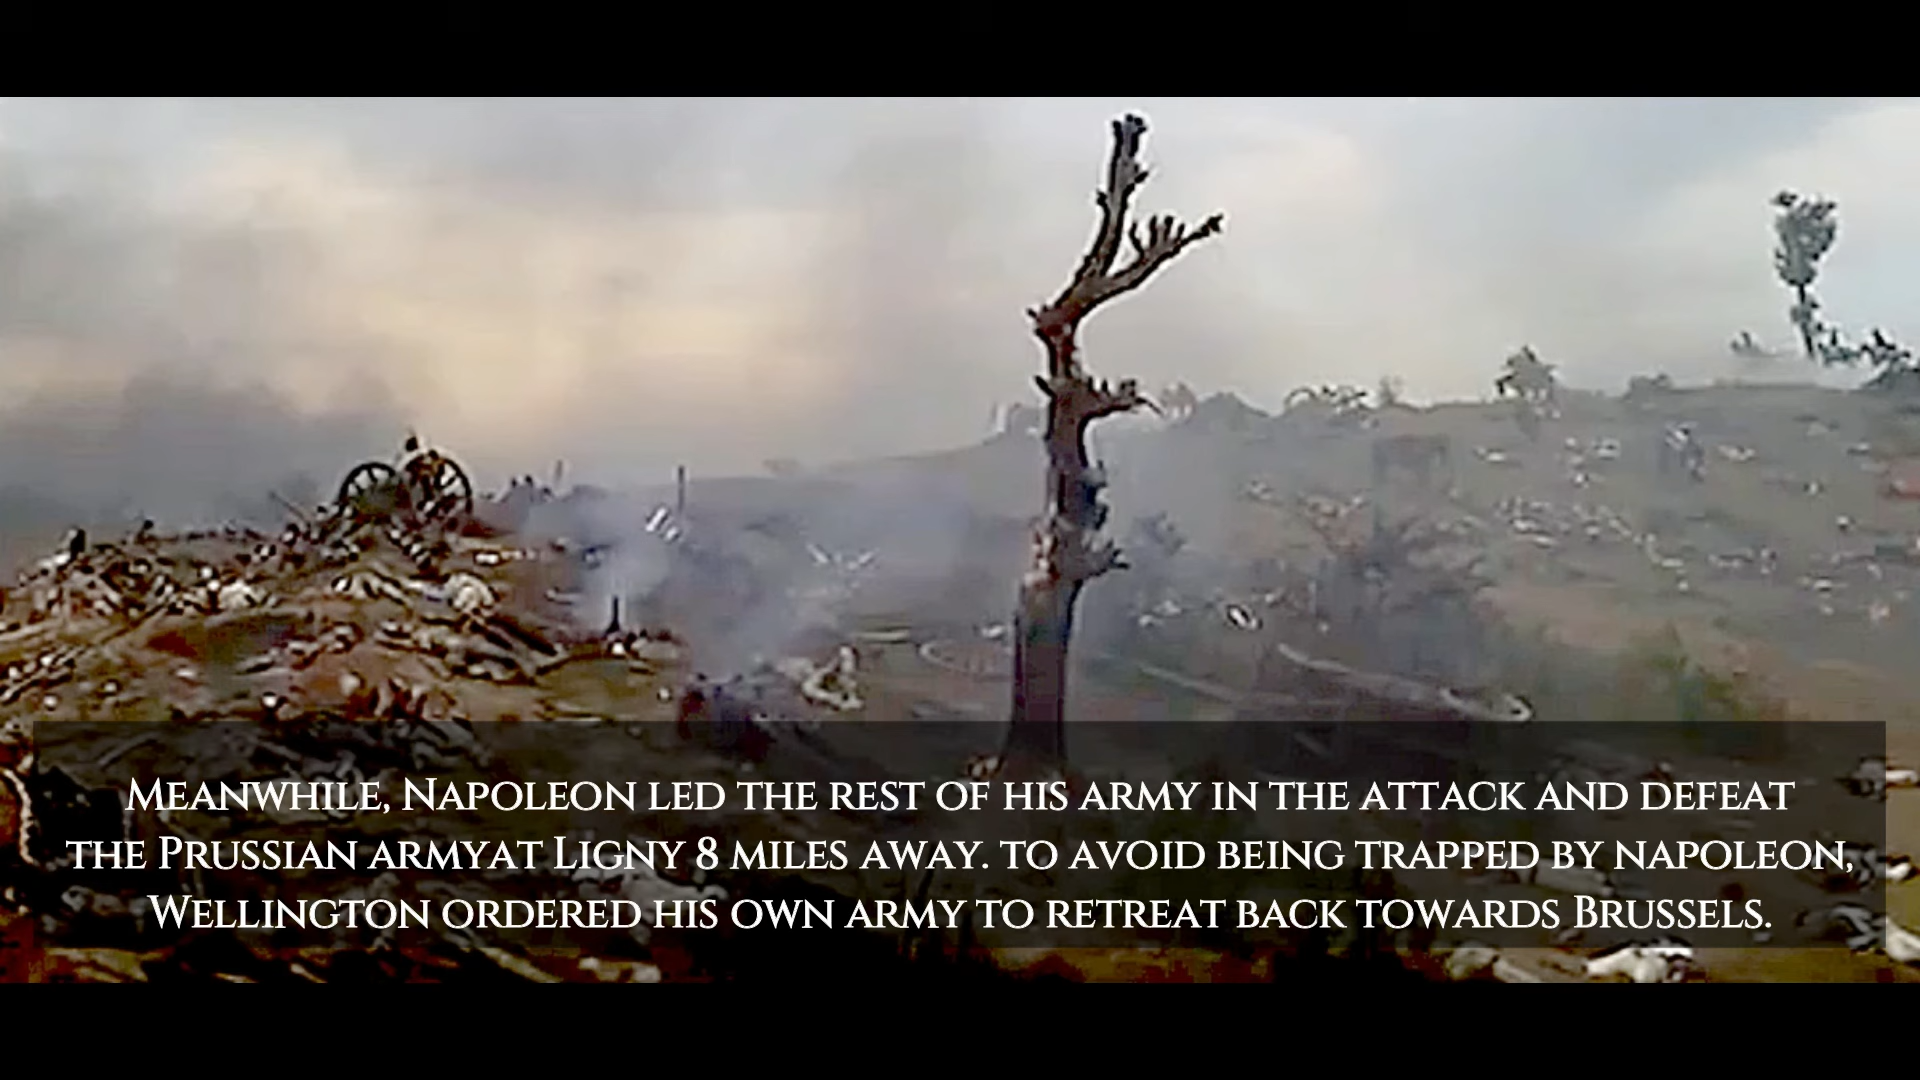 Meanwhile, Napoleon led the rest of his army in the attack and defeat
the Prussian armyat Ligny 8 miles away. to avoid being trapped by napoleon,
Wellington ordered his own army to retreat back towards Brussels.